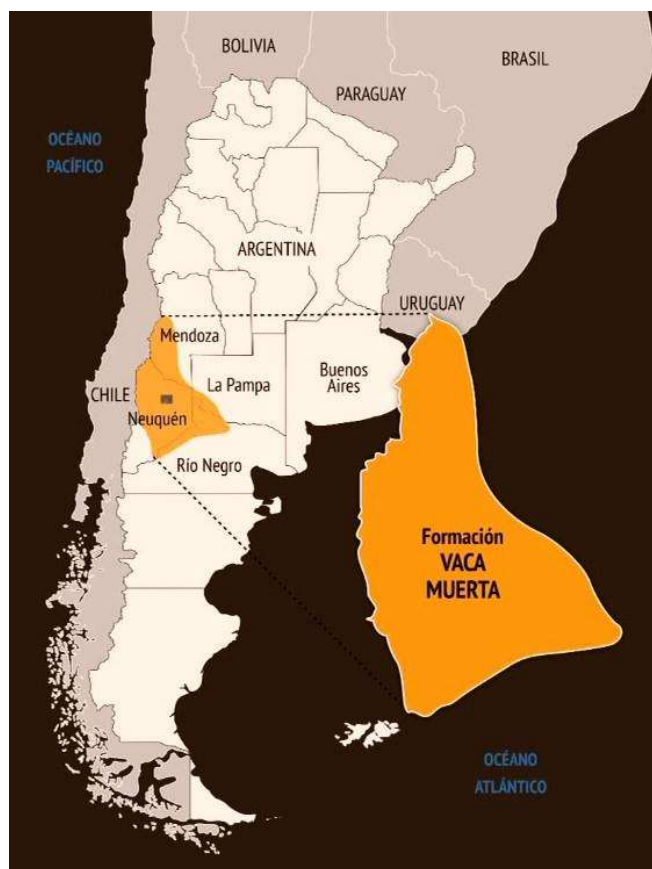 BOLIVIA
BRASIL
PARAGUAY
OCÉANO
PACÍFICO
ARGENTINA
URUGUAY
Mendoza
Buenos
Aires
La Pampa
CHILE
Neuquén
Río Negro
Formación
VACA
MUERTA
OCÉANO
ATLÁNTICO